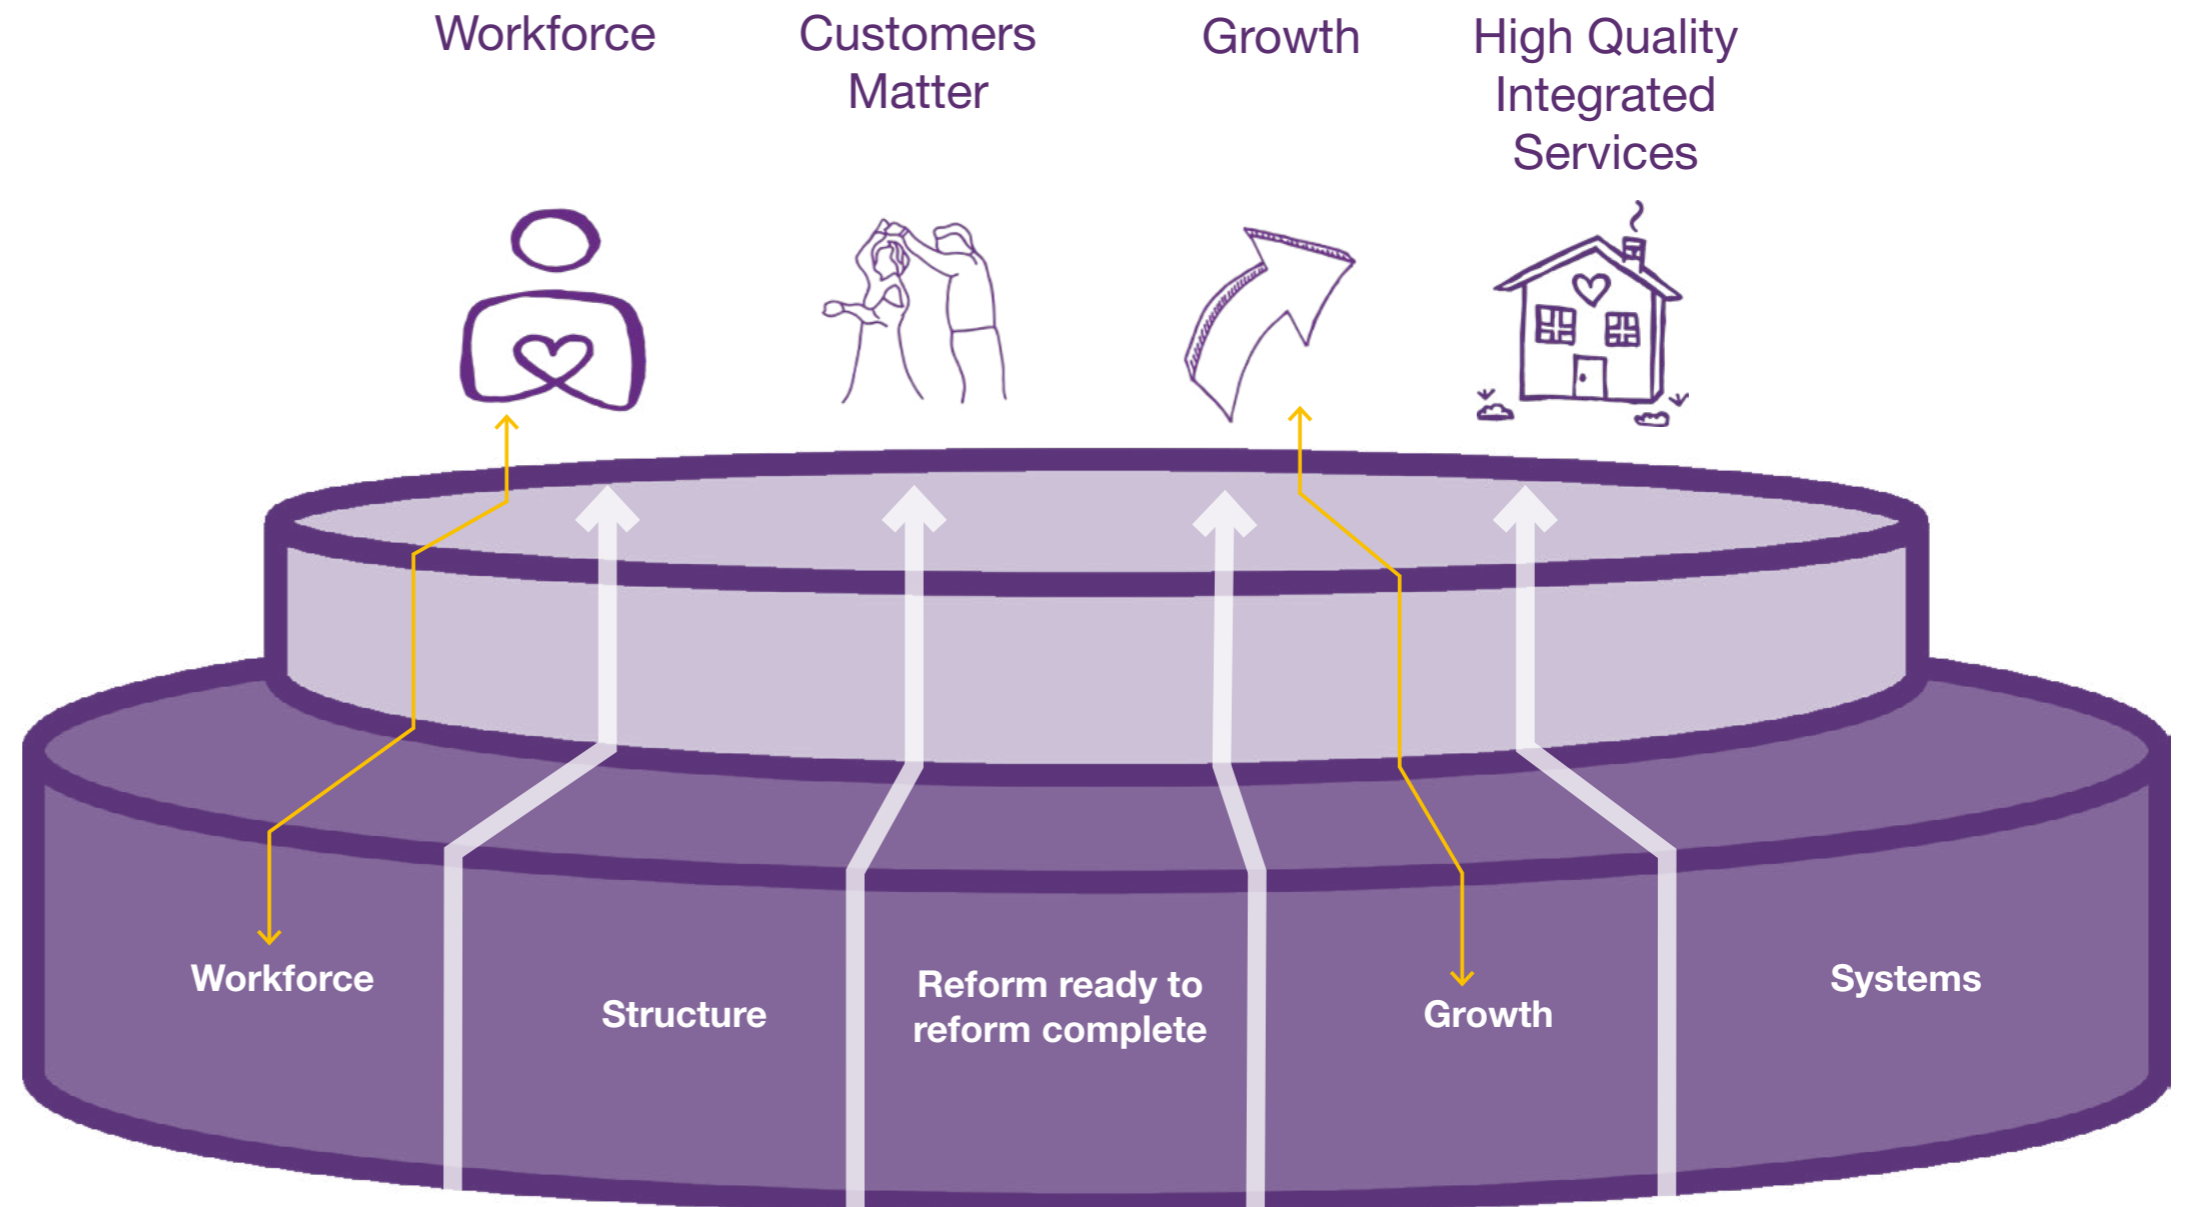 Workforce
Customers
Matter
Growth
High Quality
Integrated
Services
Workforce
Structure
Reform ready to
reform complete
Growth
Systems